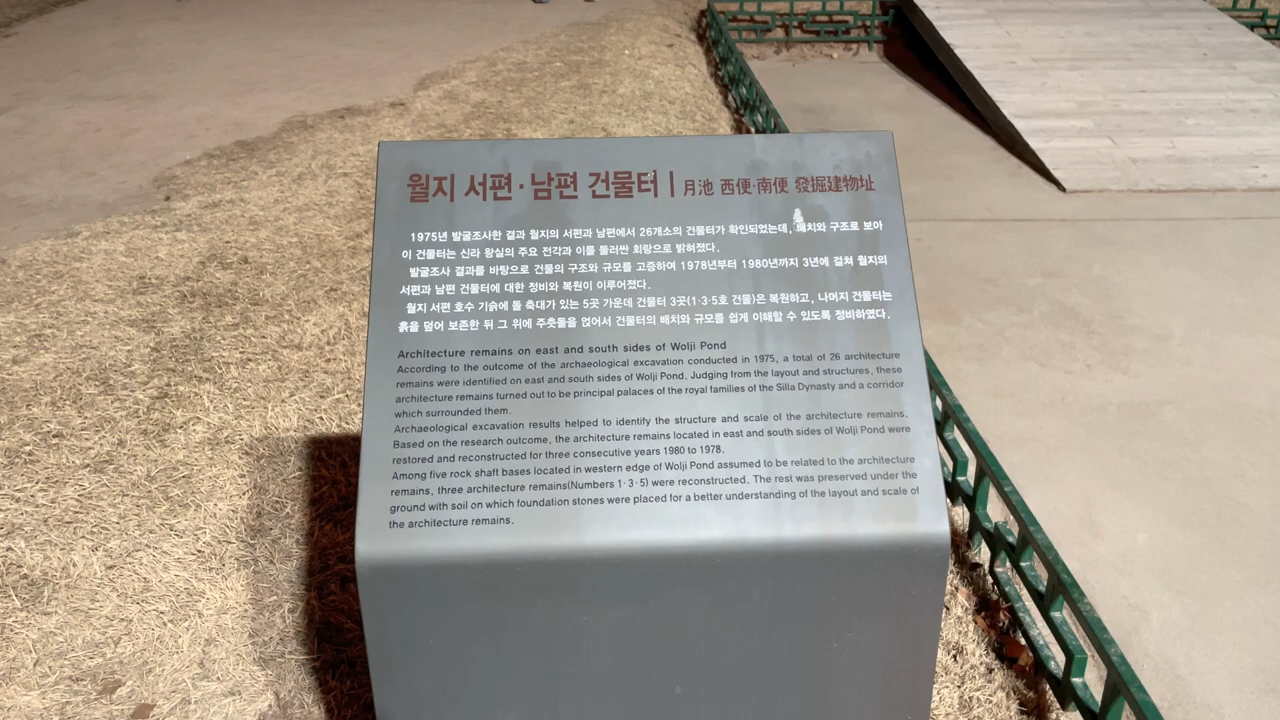 월지 서편·남편 건물터 | 月池 西便·南便 發掘建物址
1975년 발굴조사한 결과 월지의 서편과 남편에서 26개소의 건물터가 확인되었는데, 배치와 구조로 보아
이 건물터는 신라 왕실의 주요 전각과 이를 둘러싼 회랑으로 밝혀졌다.
발굴조사 결과를 바탕으로 건물의 구조와 규모를 고증하여 1978년부터 1980년까지 3년에 걸쳐 월지의
서편과 남편 건물터에 대한 정비와 복원이 이루어졌다.
월지 서편 호수 기슭에 돌 축대가 있는 5곳 가운데 건물터 3곳(1·3·5호 건물)은 복원하고, 나머지 건물터는
흙을 덮어 보존한 뒤 그 위에 주춧돌을 얹어서 건물터의 배치와 규모를 쉽게 이해할 수 있도록 정비하였다.
Architecture remains on east and south sides of Wolji Pond
According to the outcome of the archaeological excavation conducted in 1975, a total of 26 architecture
remains were identified on east and south sides of Wolji Pond. Judging from the layout and structures, these
architecture remains turned out to be principal palaces of the royal families of the Silla Dynasty and a corridor
which surrounded them.
Archaeological excavation results helped to identify the structure and scale of the architecture remains.
Based on the research outcome, the architecture remains located in east and south sides of Wolji Pond were
restored and reconstructed for three consecutive years 1980 to 1978.
Among five rock shaft bases located in western edge of Wolji Pond assumed to be related to the architecture
remains, three architecture remains(Numbers 1·3·5) were reconstructed. The rest was preserved under the
ground with soil on which foundation stones were placed for a better understanding of the layout and scale of
the architecture remains.